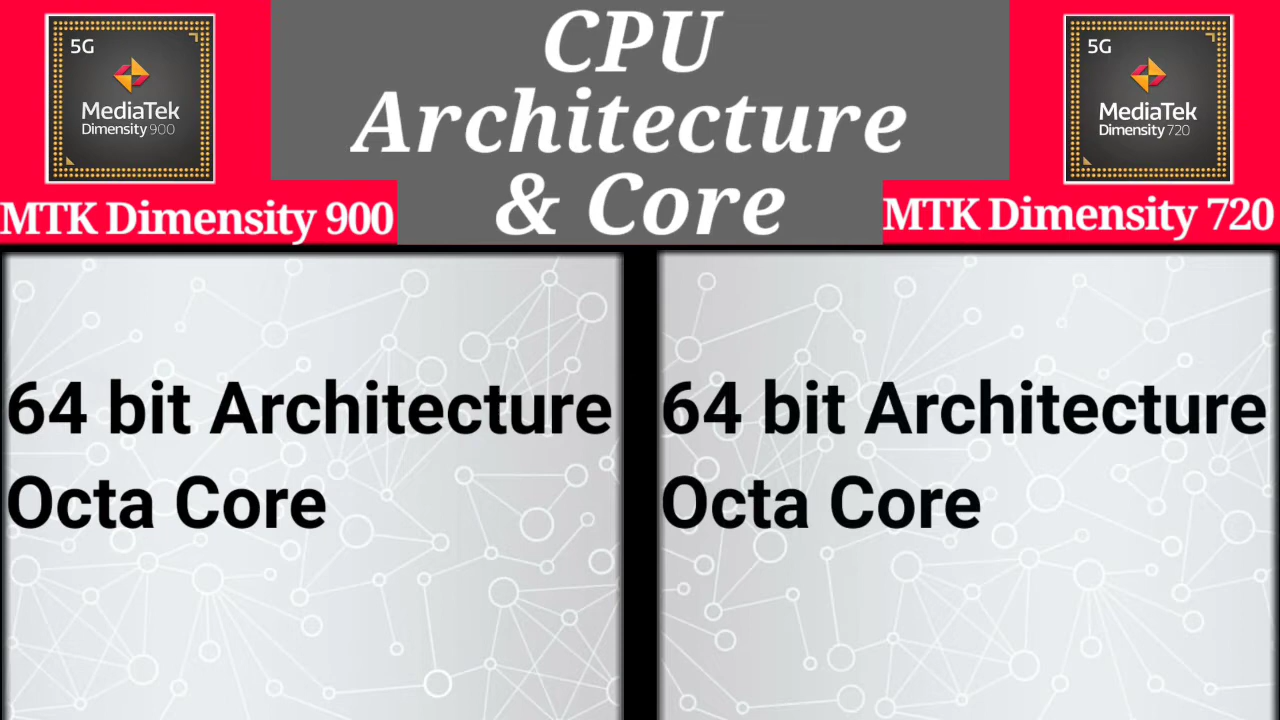 5G
MediaTek
Dimensity 900
MTK Dimensity 900
CPU
Architecture
& Core
5G
MediaTek
Dimensity 720
MTK Dimensity 720
64 bit Architecture
Octa Core
64 bit Architecture
Octa Core